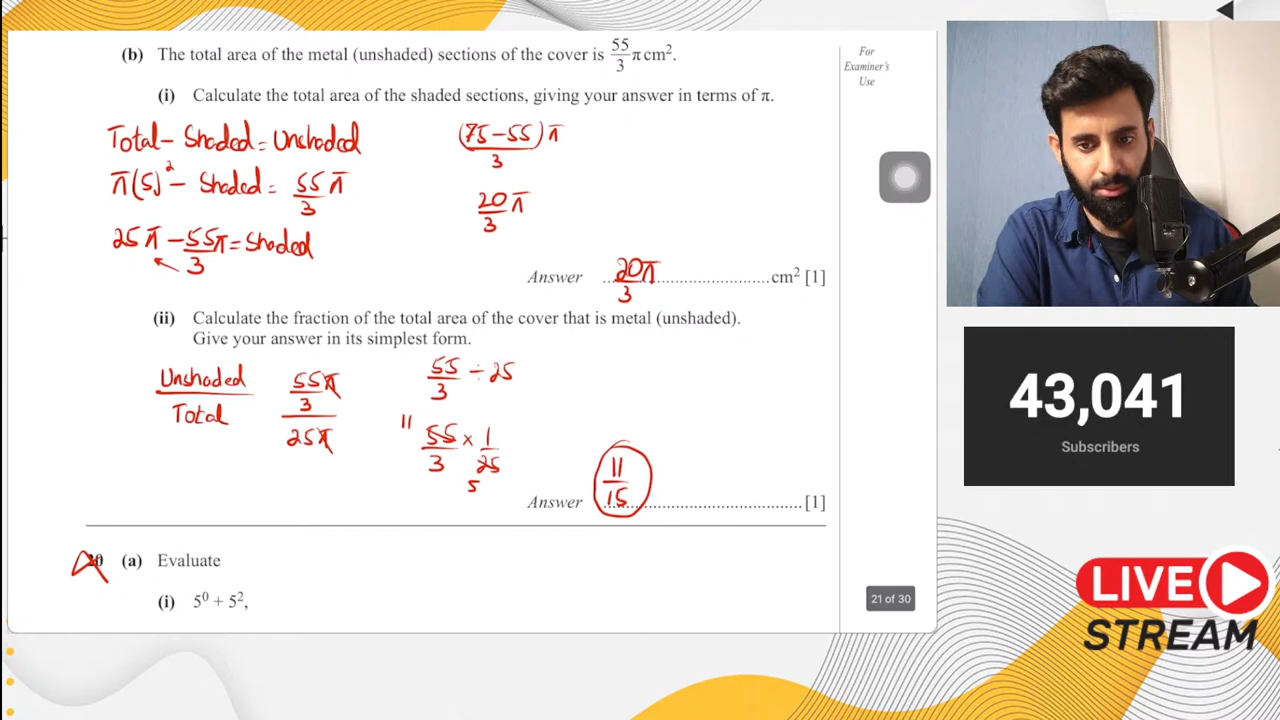 (b) The total area of the metal (unshaded) sections of the cover is 55/3 π cm².
For Examiner's Use
(i) Calculate the total area of the shaded sections, giving your answer in terms of π.
Total - Shaded = Unshaded
π(5)² - Shaded = 55/3 π
25π - 55π/3 = Shaded
(75-55)π/3
20/3 π
Answer 20π/3 cm² [1]
(ii) Calculate the fraction of the total area of the cover that is metal (unshaded).
Give your answer in its simplest form.
Unshaded/Total
55π/3 / 25π
55/3 ÷ 25
11 55/3 × 1/25 5
Answer 11/15 [1]
(a) Evaluate
(i) 5⁰ + 5²,
21 of 30
43,041
Subscribers
LIVE
STREAM